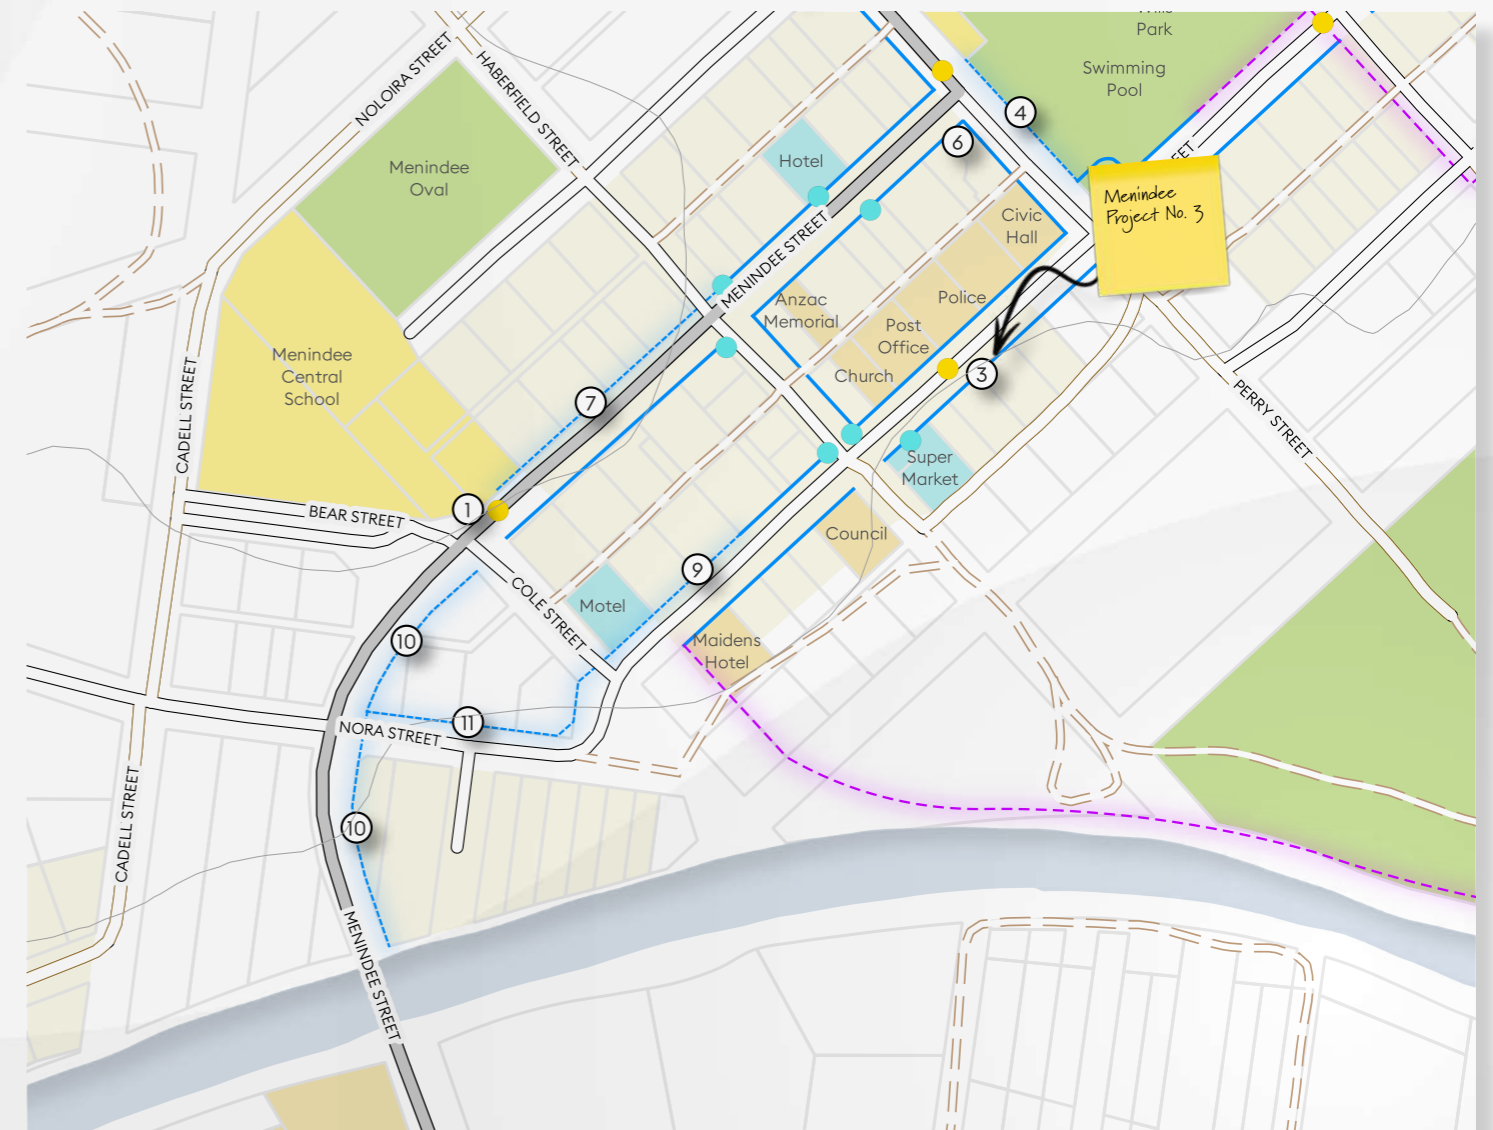 Park
Swimming
Pool
4
6
Hotel
NOLOIRA STREET
HABERFIELD STREET
Menindee
Oval
Menindee
Project No. 3
Civic
Hall
MENINDEE STREET
Anzac
Memorial
Police
Post
Office
Church
3
Menindee
Central
School
7
CADELL STREET
PERRY STREET
Super
Market
1
BEAR STREET
Council
9
COLE STREET
Motel
10
Maidens
Hotel
11
NORA STREET
CADELL STREET
10
MENINDEE STREET